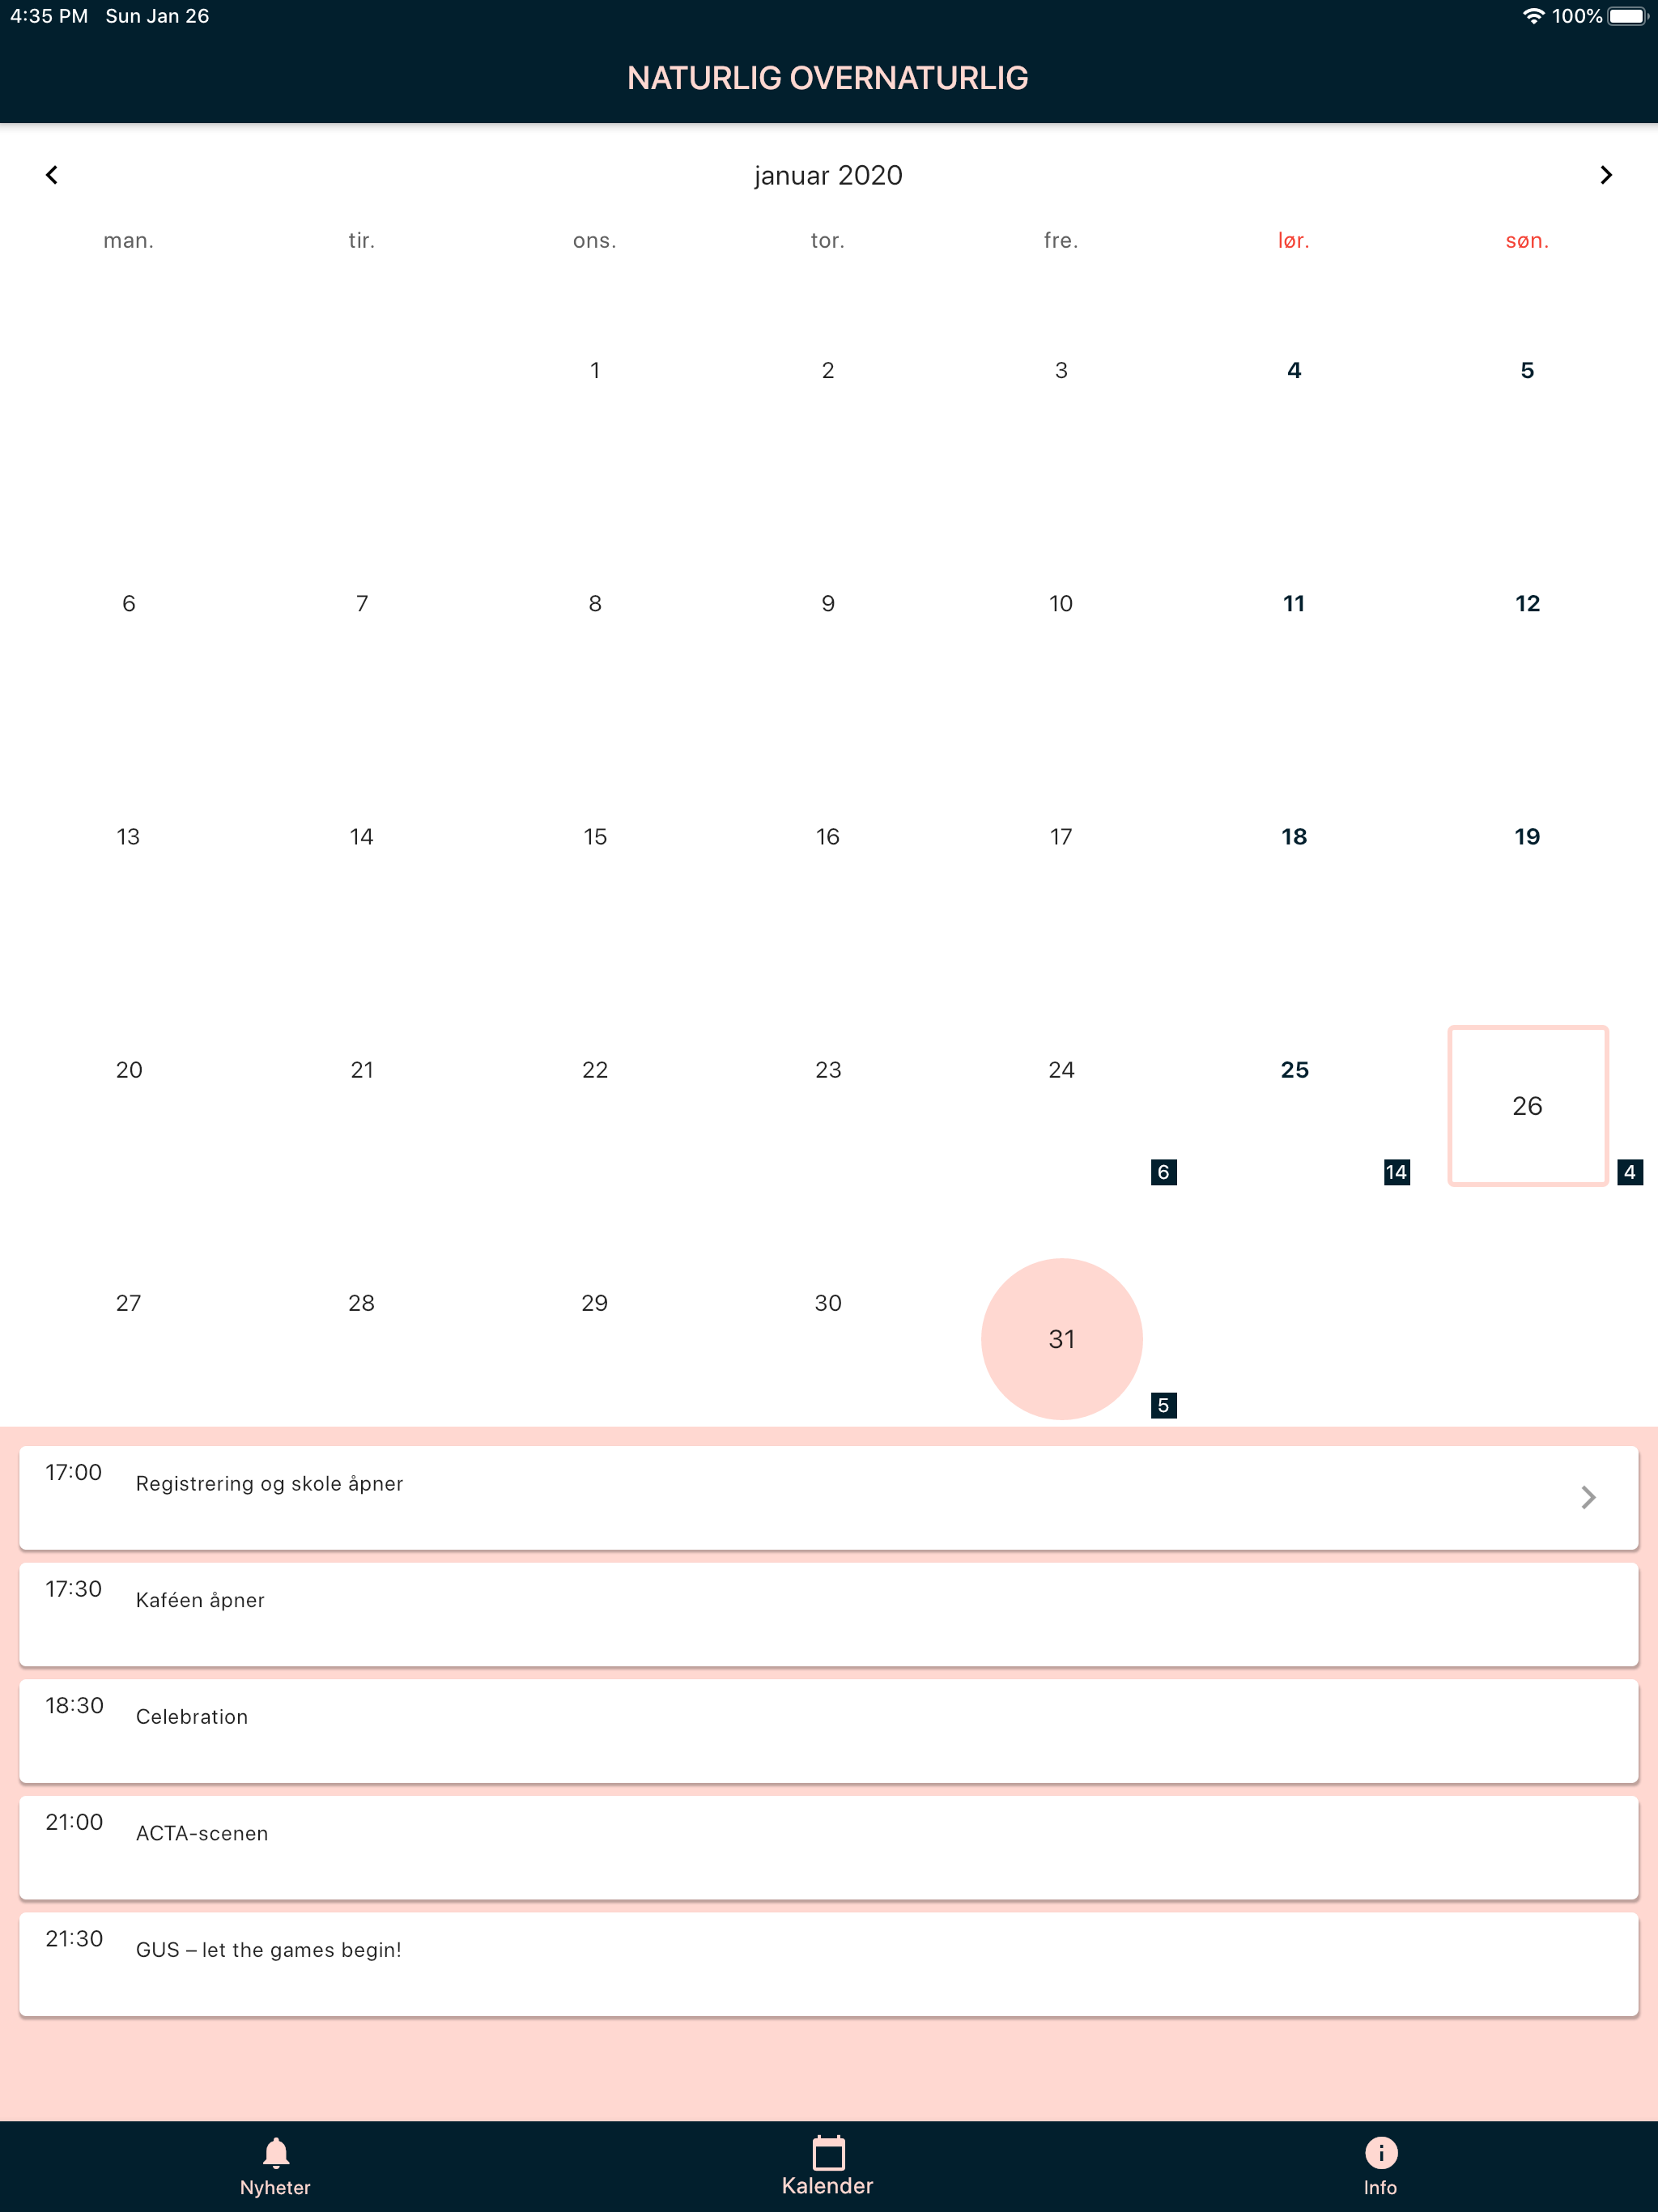 4:35 PM Sun Jan 26 100%
NATURLIG OVERNATURLIG
januar 2020
man. tir. ons. tor. fre. lør. søn.
1 2 3 4 5
6 7 8 9 10 11 12
13 14 15 16 17 18 19
20 21 22 23 24 25 26
6 14 4
27 28 29 30 31
5
17:00 Registrering og skole åpner
17:30 Kaféen åpner
18:30 Celebration
21:00 ACTA-scenen
21:30 GUS – let the games begin!
Nyheter Kalender Info